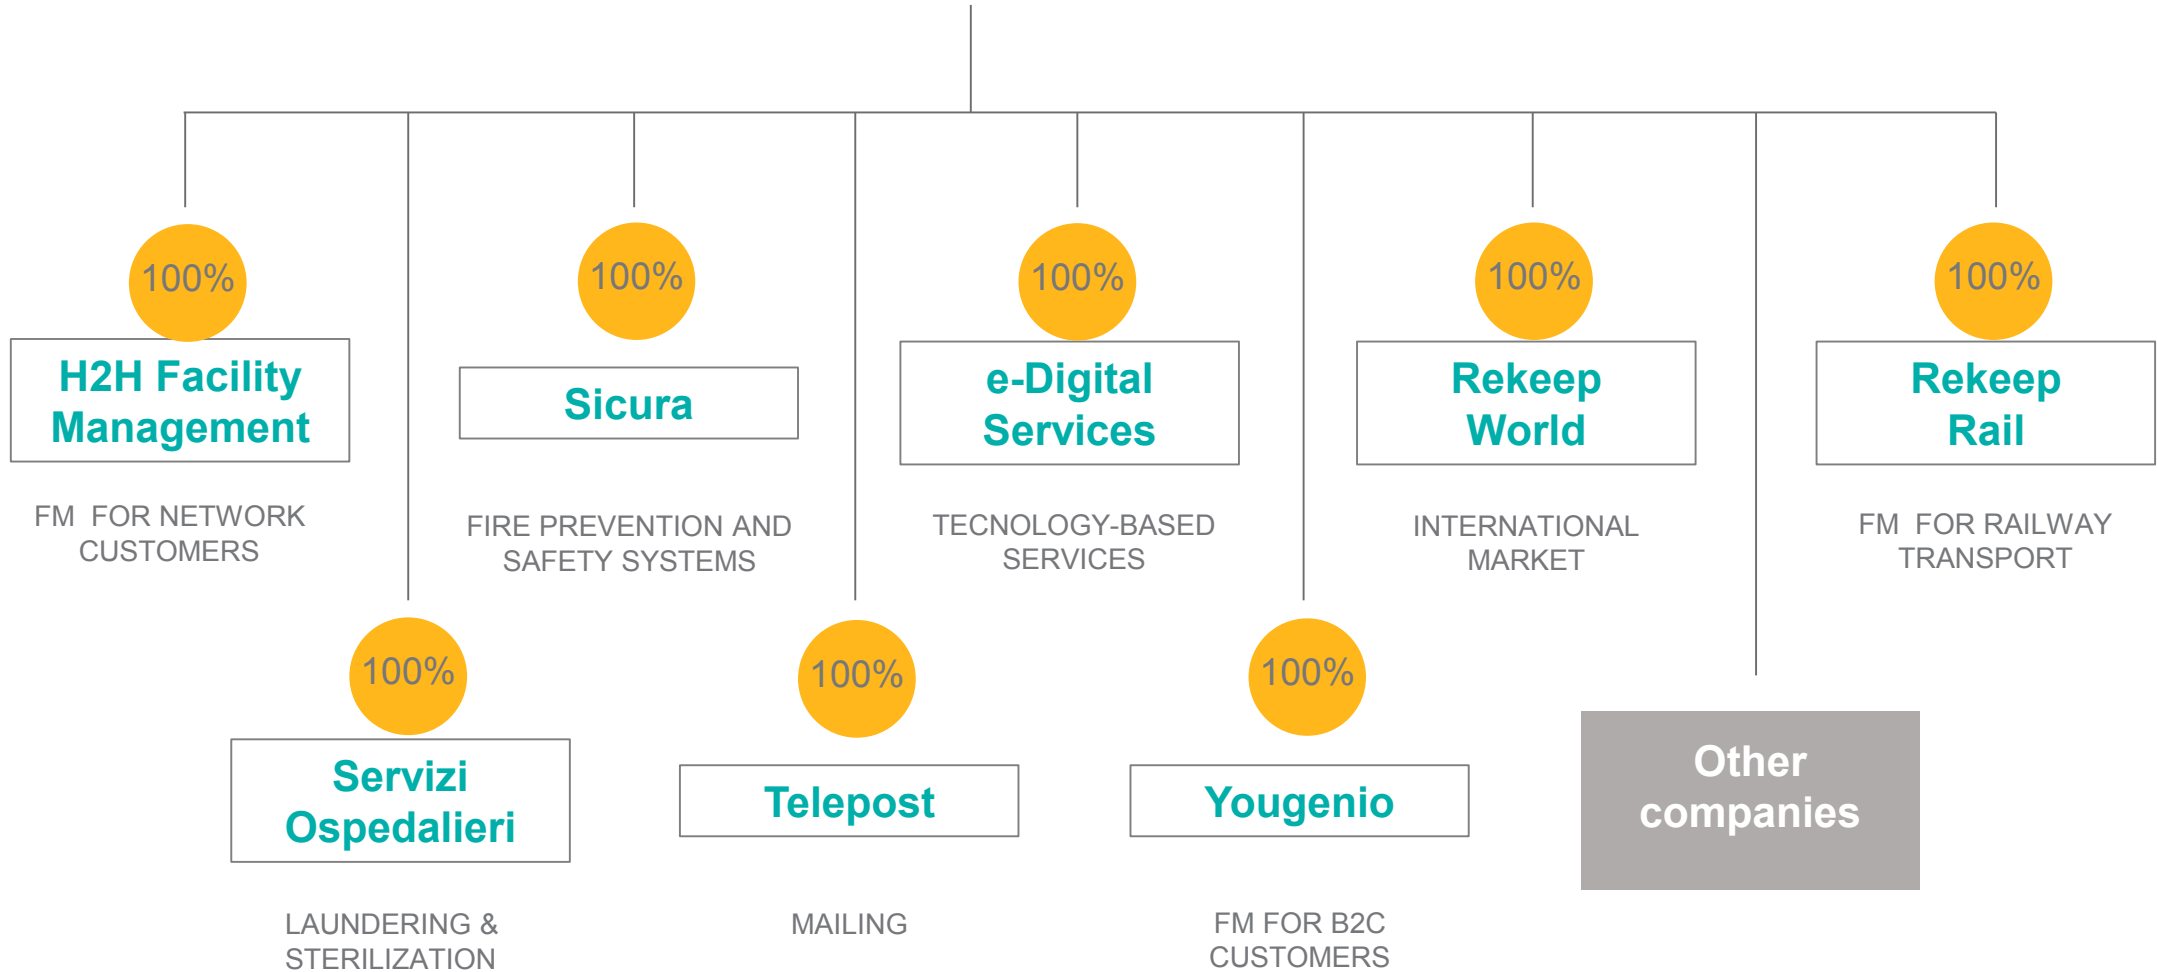 100%
H2H Facility
Management
FM FOR NETWORK
CUSTOMERS
100%
Sicura
FIRE PREVENTION AND
SAFETY SYSTEMS
100%
e-Digital
Services
TECNOLOGY-BASED
SERVICES
100%
Rekeep
World
INTERNATIONAL
MARKET
100%
Rekeep
Rail
FM FOR RAILWAY
TRANSPORT
100%
Servizi
Ospedalieri
LAUNDERING &
STERILIZATION
100%
Telepost
MAILING
100%
Yougenio
FM FOR B2C
CUSTOMERS
Other
companies